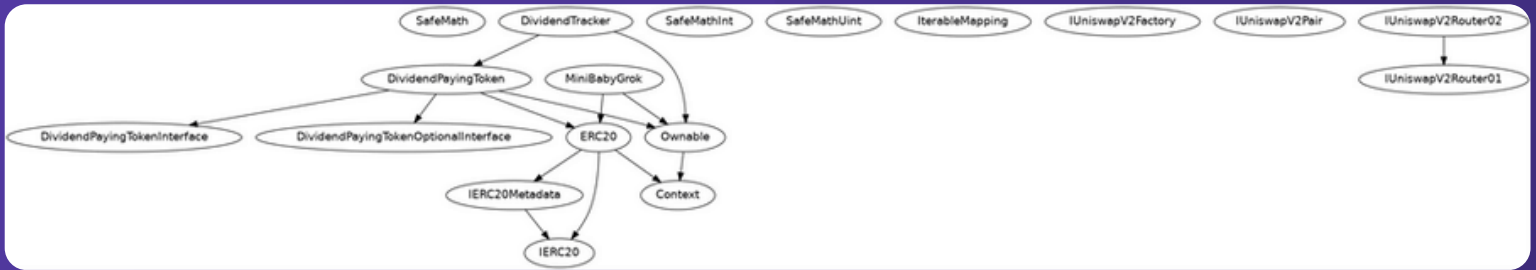 SafeMath DividendTracker SafeMathInt SafeMathUint IterableMapping IUniswapV2Factory IUniswapV2Pair IUniswapV2Router02
DividendPayingToken MiniBabyGrok IUniswapV2Router01
DividendPayingTokenInterface DividendPayingTokenOptionalInterface ERC20 Ownable
IERC20Metadata Context
IERC20